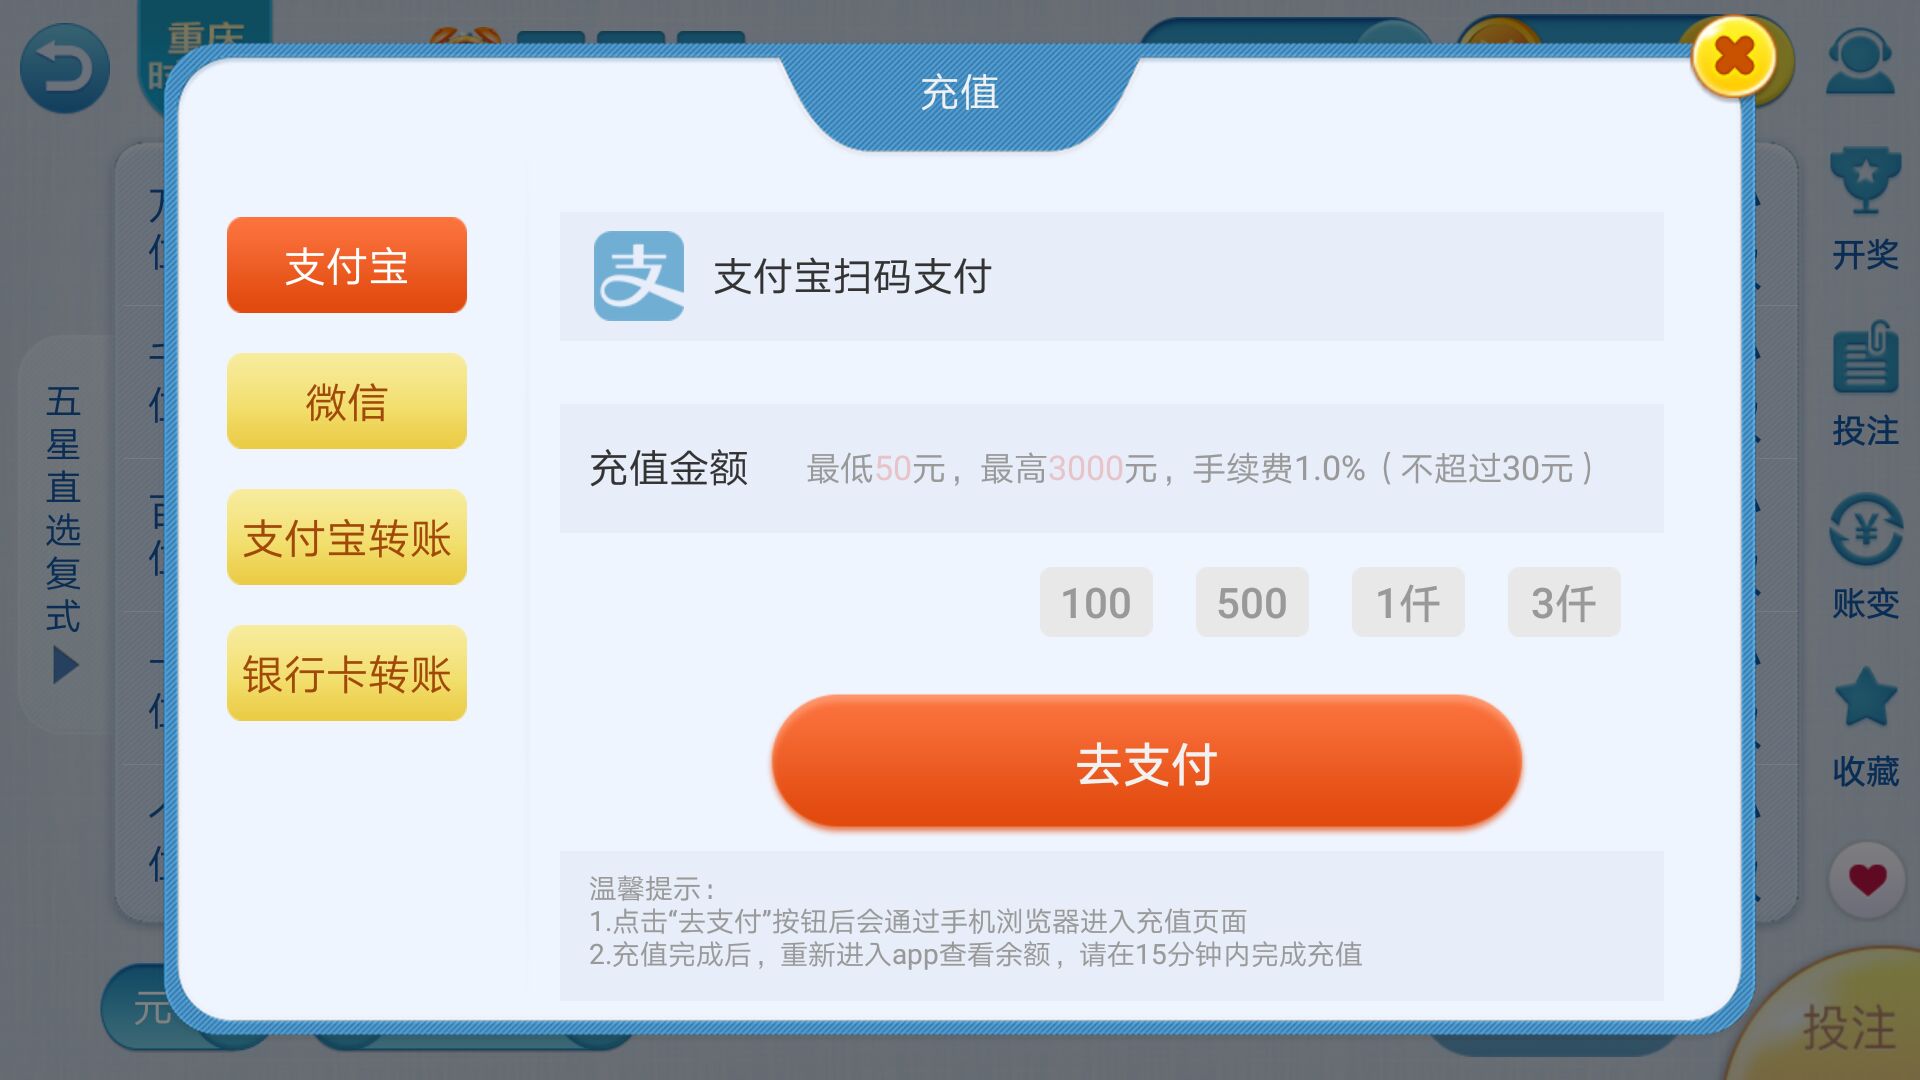 重庆
充值
支付宝
支付宝扫码支付
开奖
微信
充值金额 最低50元，最高3000元，手续费1.0%（不超过30元）
投注
五星直选复式
支付宝转账
100 500 1仟 3仟
账变
银行卡转账
去支付
收藏
温馨提示：
1.点击“去支付”按钮后会通过手机浏览器进入充值页面
2.充值完成后，重新进入app查看余额，请在15分钟内完成充值
元
投注